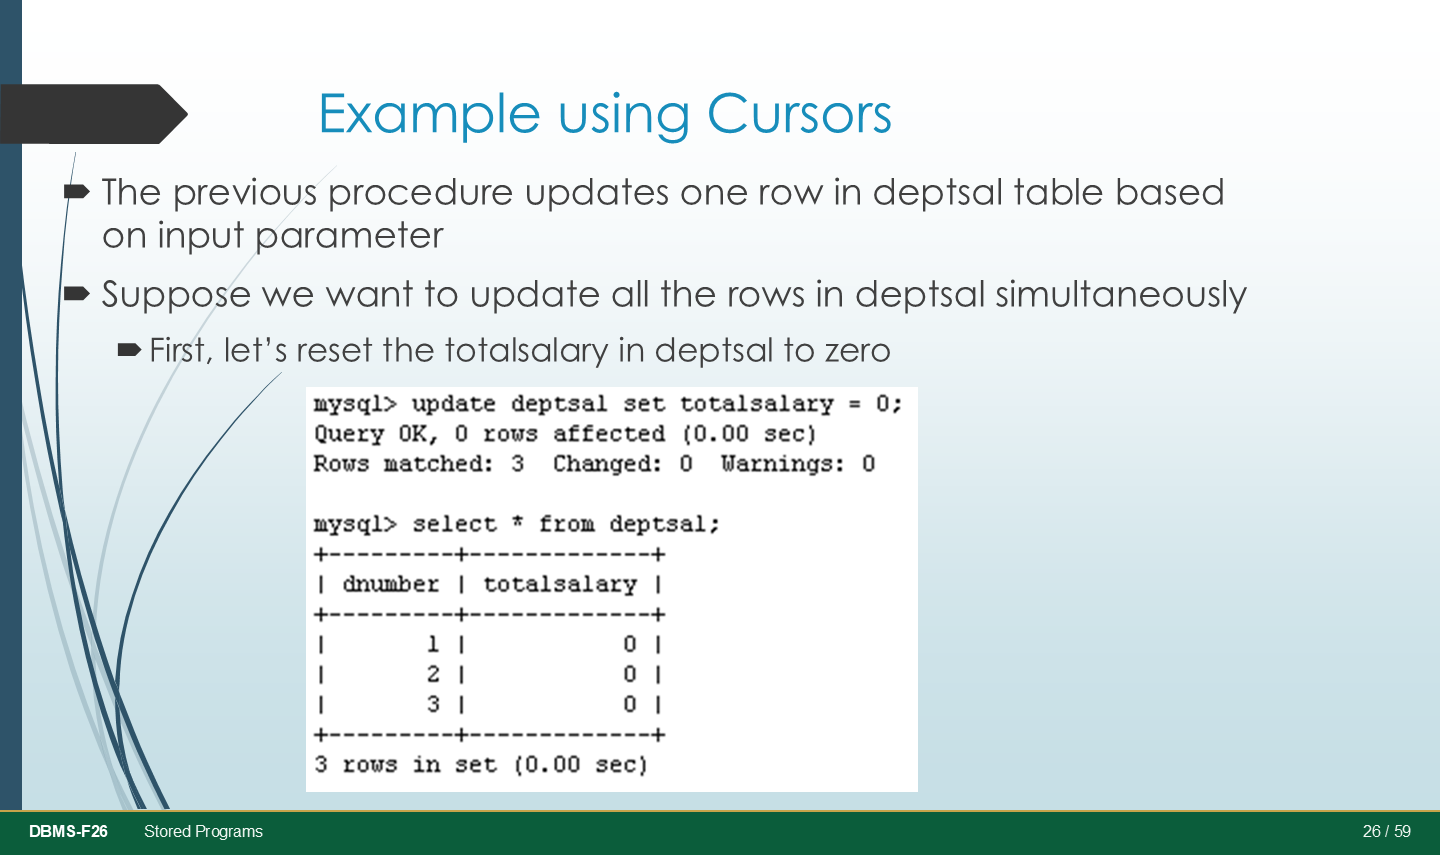 Example using Cursors
The previous procedure updates one row in deptsal table based
on input parameter
Suppose we want to update all the rows in deptsal simultaneously
First, let’s reset the totalsalary in deptsal to zero
mysql> update deptsal set totalsalary = 0;
Query OK, 0 rows affected (0.00 sec)
Rows matched: 3  Changed: 0  Warnings: 0
mysql> select * from deptsal;
+---------+-------------+
| dnumber | totalsalary |
+---------+-------------+
|       1 |           0 |
|       2 |           0 |
|       3 |           0 |
+---------+-------------+
3 rows in set (0.00 sec)
DBMS-F26 Stored Programs 26 / 59